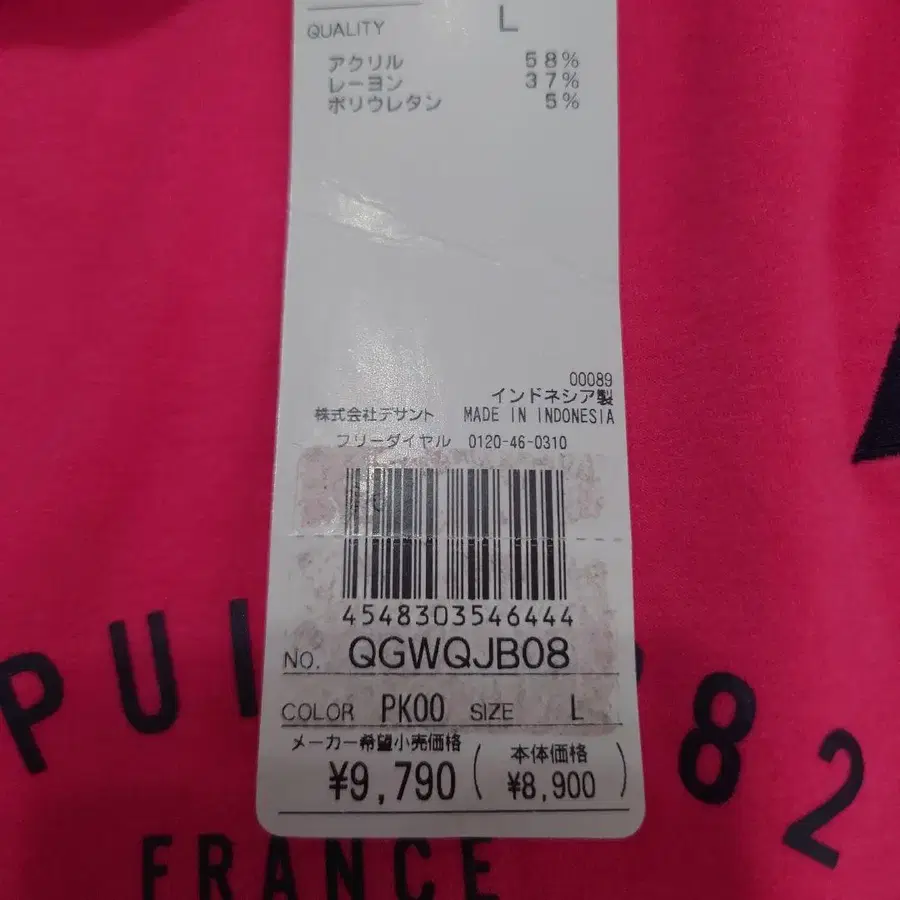 QUALITY L
アクリル 58%
レーヨン 37%
ポリウレタン 5%
00089
インドネシア製
株式会社デサント MADE IN INDONESIA
フリーダイヤル 0120-46-0310
4548303546444
NO. QGWQJB08
COLOR PK00 SIZE L
メーカー希望小売価格
本体価格
¥9,790 (¥8,900)
PUI 82
FRANCE